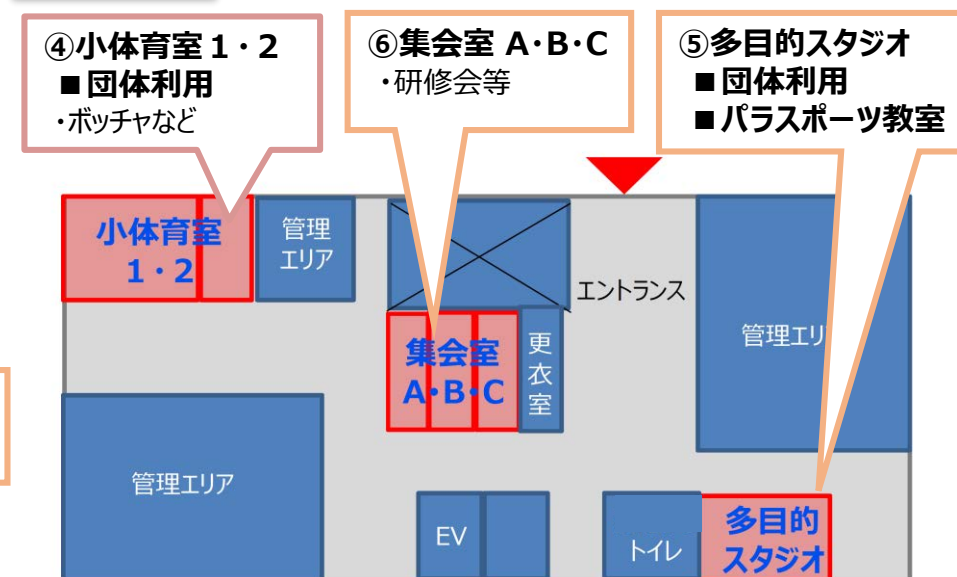 ④小体育室1・2
■団体利用
・ボッチャなど
⑥集会室 A・B・C
・研修会等
⑤多目的スタジオ
■団体利用
■パラスポーツ教室
小体育室
1・2
管理
エリア
エントランス
管理エリ
集会室
A・B・C
更衣室
管理エリア
EV
トイレ
多目的
スタジオ